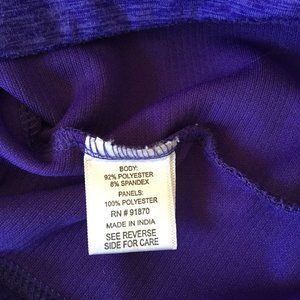 BODY:
92% POLYESTER
8% SPANDEX
PANELS:
100% POLYESTER
RN # 91870
MADE IN INDIA
SEE REVERSE
SIDE FOR CARE